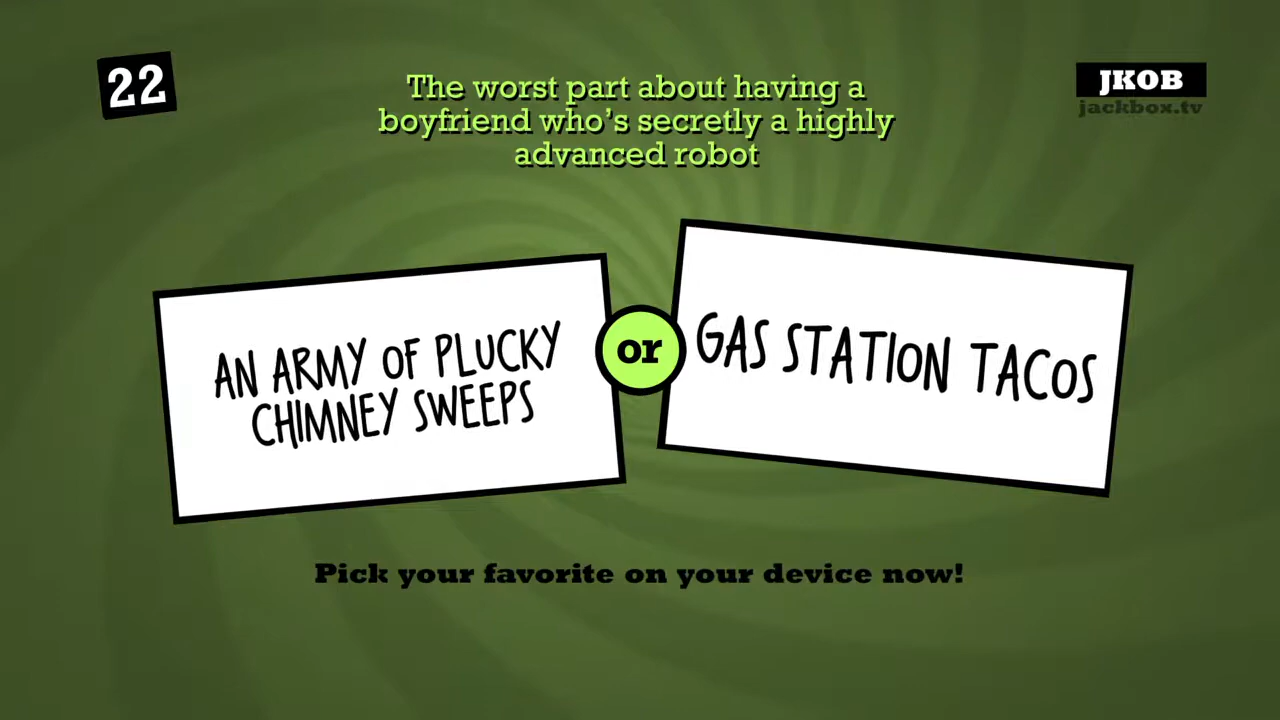 22
The worst part about having a
boyfriend who's secretly a highly
advanced robot
JKOB
jackbox.tv
AN ARMY OF PLUCKY
CHIMNEY SWEEPS
or
GAS STATION TACOS
Pick your favorite on your device now!